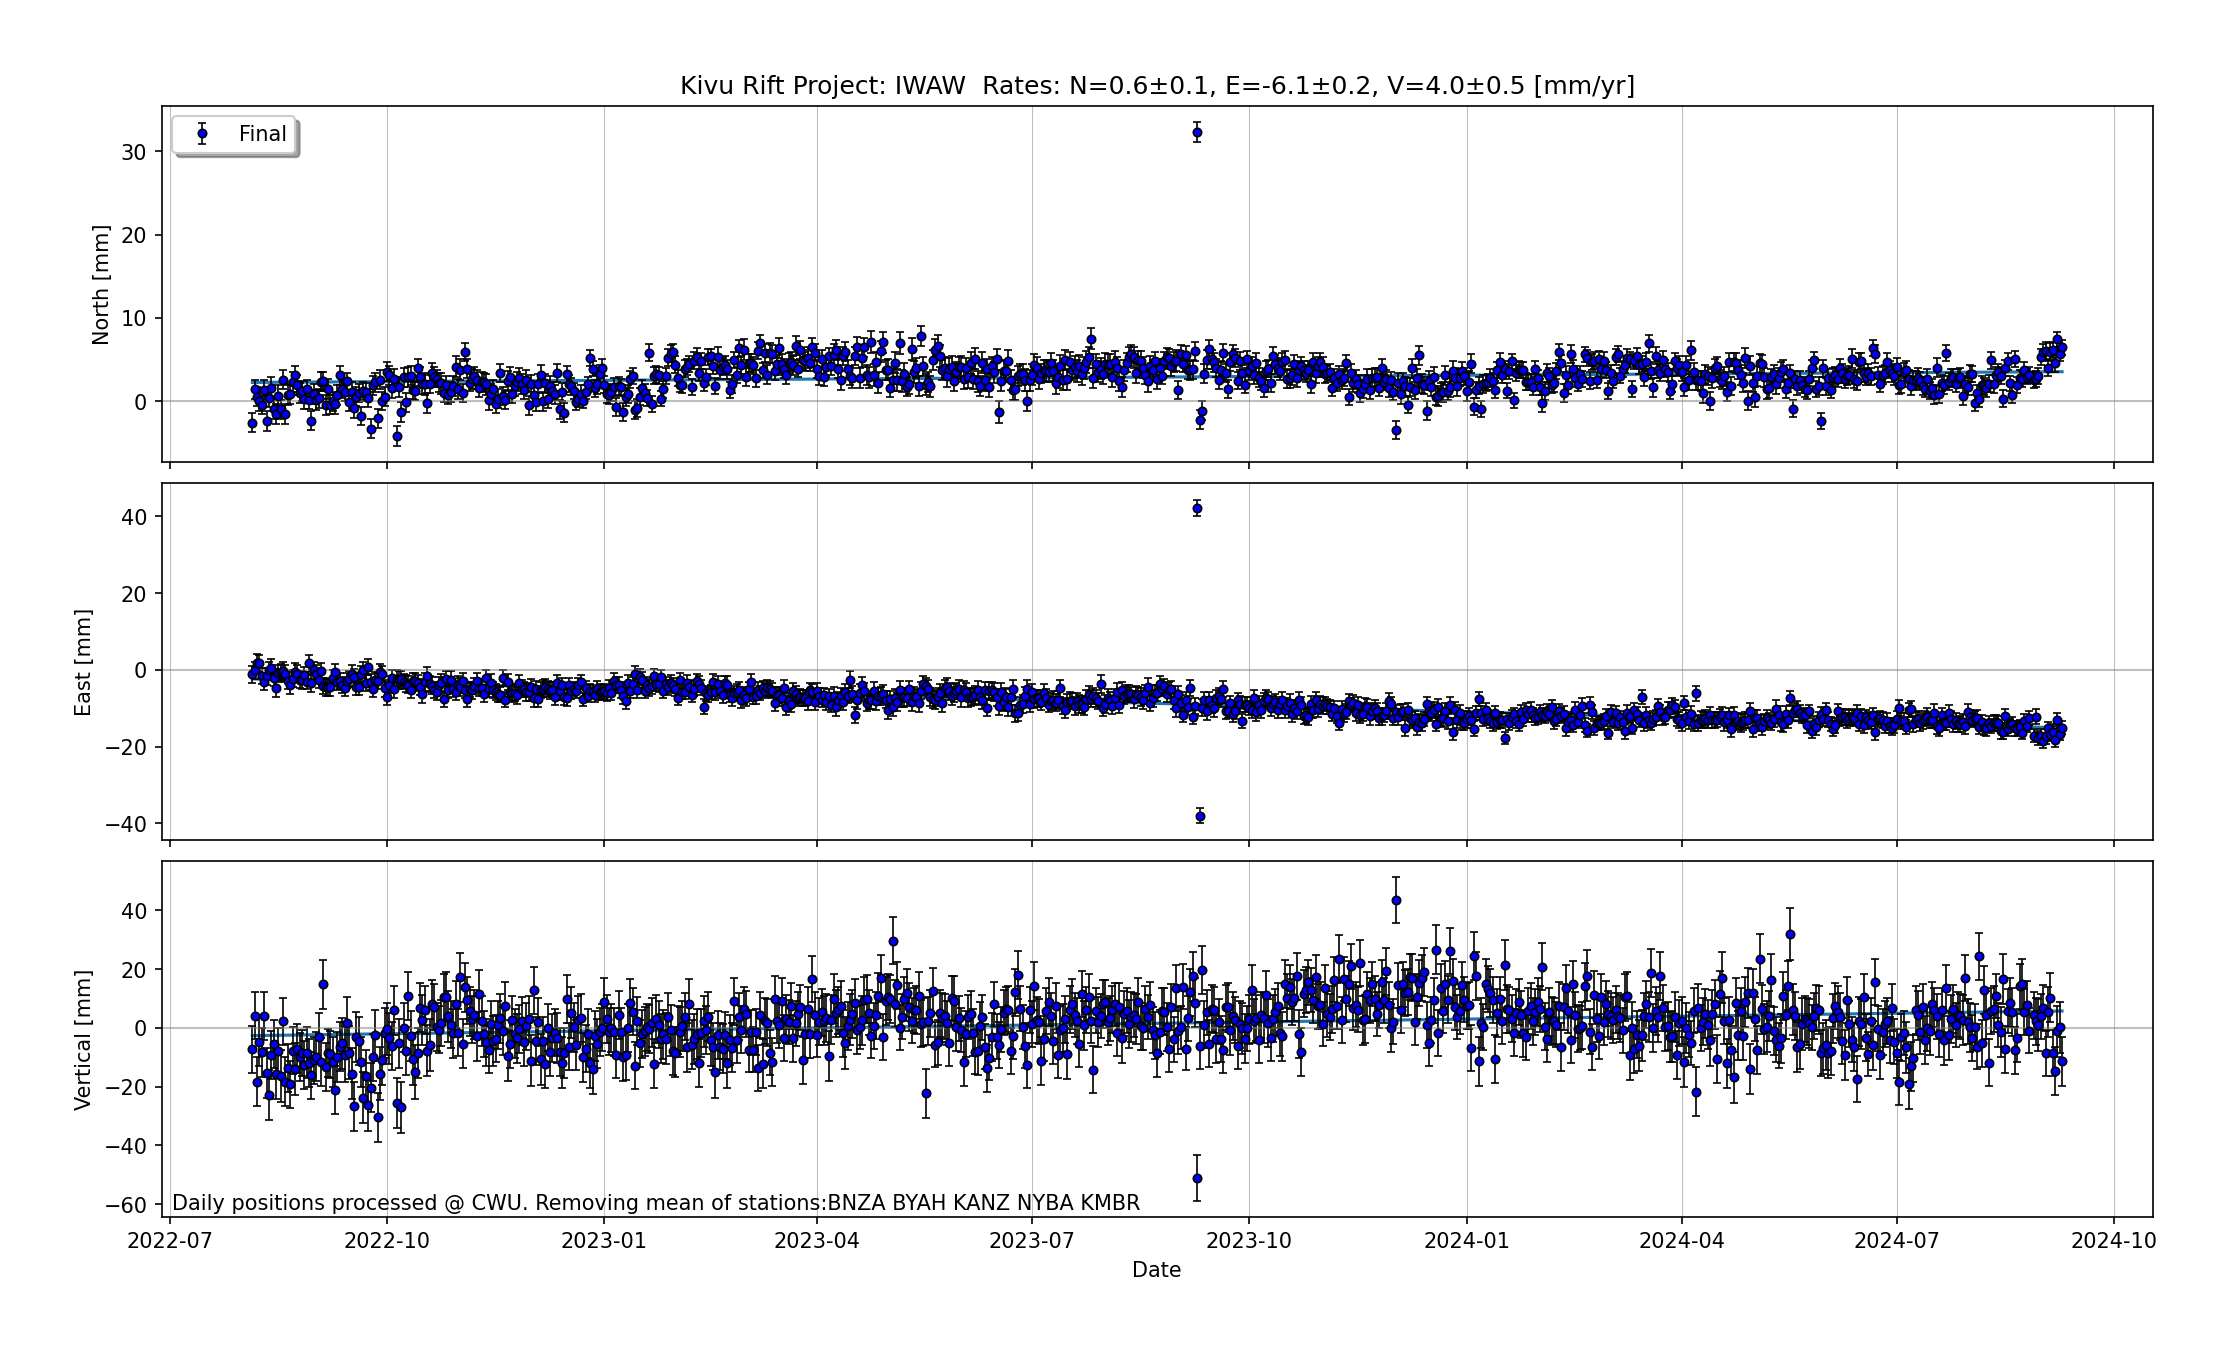 Kivu Rift Project: IWAW  Rates: N=0.6±0.1, E=-6.1±0.2, V=4.0±0.5 [mm/yr]
Final
North [mm]
30
20
10
0
East [mm]
40
20
0
−20
−40
Vertical [mm]
40
20
0
−20
−40
−60
Daily positions processed @ CWU. Removing mean of stations:BNZA BYAH KANZ NYBA KMBR
2022-07 2022-10 2023-01 2023-04 2023-07 2023-10 2024-01 2024-04 2024-07 2024-10
Date